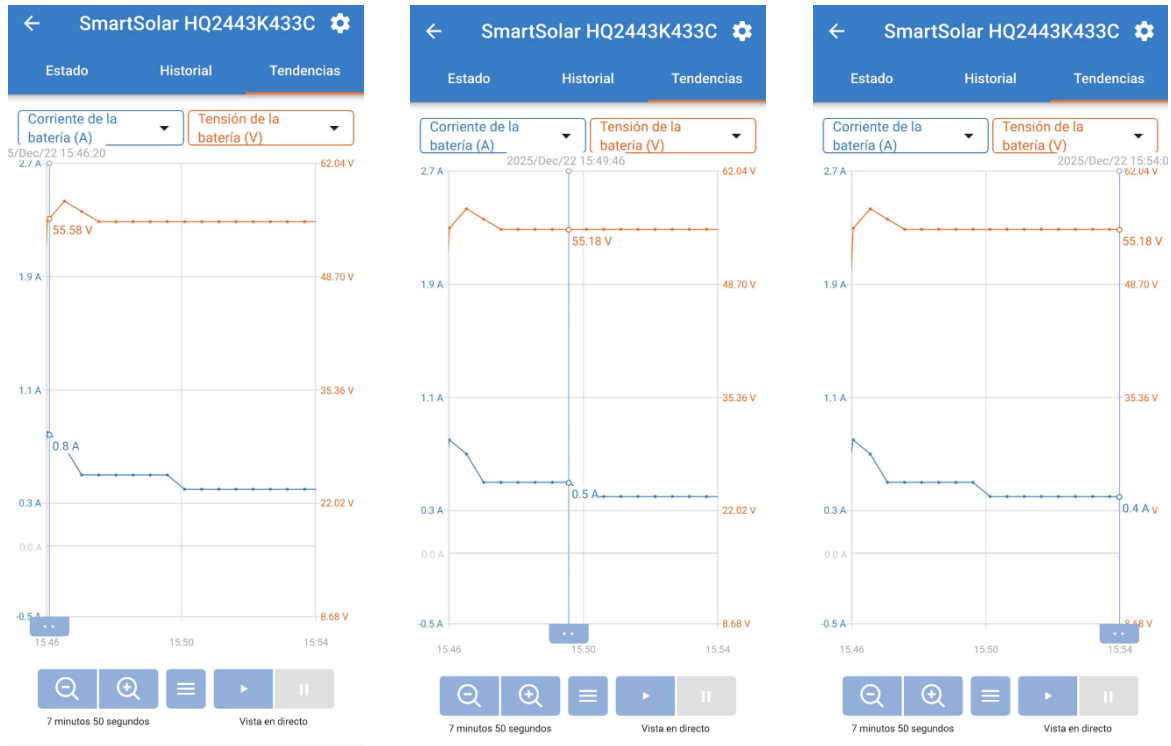 SmartSolar HQ2443K433C
Estado Historial Tendencias
Corriente de la batería (A)
Tensión de la batería (V)
5/Dec/22 15:46:20
2.7 A 62.04 V
55.58 V
1.9 A 48.70 V
1.1 A 35.36 V
0.8 A
0.3 A 22.02 V
0.0 A
-0.5 A 8.68 V
15:46 15:50 15:54
7 minutos 50 segundos Vista en directo
SmartSolar HQ2443K433C
Estado Historial Tendencias
Corriente de la batería (A)
Tensión de la batería (V)
2025/Dec/22 15:49:46
2.7 A 62.04 V
55.18 V
1.9 A 48.70 V
1.1 A 35.36 V
0.5 A
0.3 A 22.02 V
0.0 A
-0.5 A 8.68 V
15:46 15:50 15:54
7 minutos 50 segundos Vista en directo
SmartSolar HQ2443K433C
Estado Historial Tendencias
Corriente de la batería (A)
Tensión de la batería (V)
2025/Dec/22 15:54:0
2.7 A 62.04 V
55.18 V
1.9 A 48.70 V
1.1 A 35.36 V
0.3 A 0.4 A V
0.0 A
-0.5 A 8.68 V
15:46 15:50 15:54
7 minutos 50 segundos Vista en directo